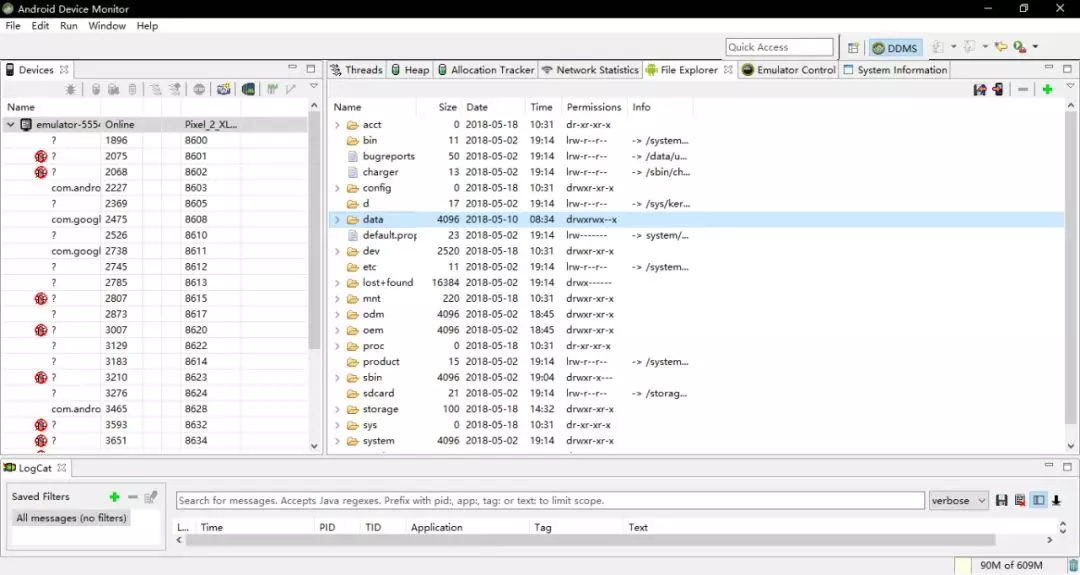 Android Device Monitor
File Edit Run Window Help
Quick Access DDMS
Devices
Name
emulator-5554 Online Pixel_2_XL...
? 1896 8600
? 2075 8601
? 2068 8602
com.andro 2227 8603
? 2369 8605
com.googl 2475 8608
? 2526 8610
com.googl 2738 8611
? 2745 8612
? 2785 8613
? 2807 8615
? 2873 8617
? 3007 8620
? 3129 8622
? 3183 8614
? 3210 8623
? 3276 8624
com.andro 3465 8628
? 3593 8632
? 3651 8634
Threads Heap Allocation Tracker Network Statistics File Explorer Emulator Control System Information
Name Size Date Time Permissions Info
acct 0 2018-05-18 10:31 dr-xr-xr-x
bin 11 2018-05-02 19:14 lrw-r--r-- -> /system...
bugreports 50 2018-05-02 19:14 lrw-r--r-- -> /data/u...
charger 13 2018-05-02 19:14 lrw-r--r-- -> /sbin/ch...
config 0 2018-05-18 10:31 drwxr-xr-x
d 17 2018-05-02 19:14 lrw-r--r-- -> /sys/ker...
data 4096 2018-05-10 08:34 drwxrwx--x
default.prop 23 2018-05-02 19:14 lrw------- -> system/...
dev 2520 2018-05-18 10:31 drwxr-xr-x
etc 11 2018-05-02 19:14 lrw-r--r-- -> /system...
lost+found 16384 2018-05-02 19:14 drwx------
mnt 220 2018-05-18 10:31 drwxr-xr-x
odm 4096 2018-05-02 18:45 drwxr-xr-x
oem 4096 2018-05-02 18:45 drwxr-xr-x
proc 0 2018-05-18 10:31 dr-xr-xr-x
product 15 2018-05-02 19:14 lrw-r--r-- -> /system...
sbin 4096 2018-05-02 19:04 drwxr-x---
sdcard 21 2018-05-02 19:14 lrw-r--r-- -> /storag...
storage 100 2018-05-18 14:32 drwxr-xr-x
sys 0 2018-05-18 10:31 dr-xr-xr-x
system 4096 2018-05-02 19:14 drwxr-xr-x
LogCat
Saved Filters
All messages (no filters)
Search for messages. Accepts Java regexes. Prefix with pid:, app:, tag: or text: to limit scope.
verbose
L... Time PID TID Application Tag Text
90M of 609M